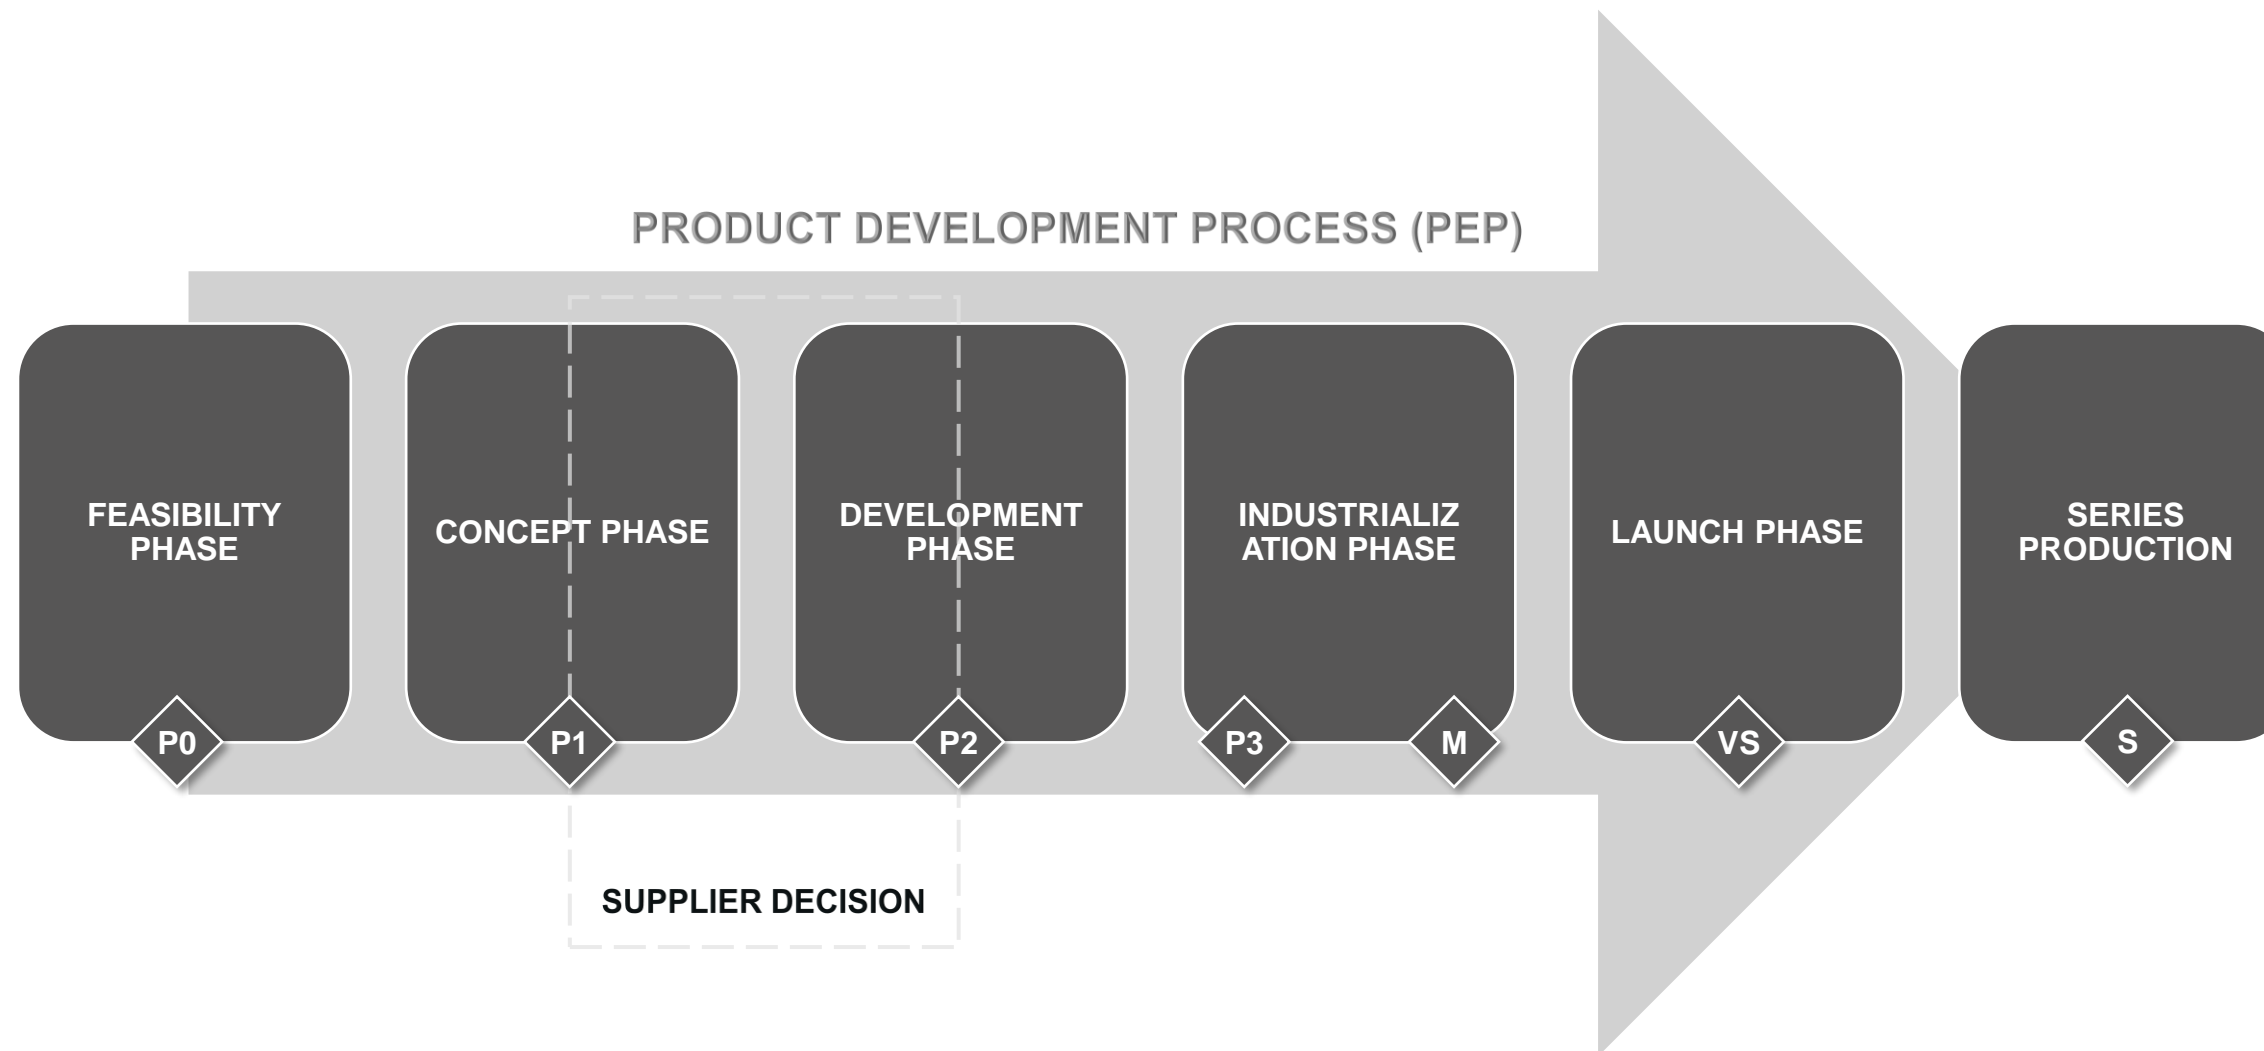 PRODUCT DEVELOPMENT PROCESS (PEP)
FEASIBILITY
PHASE
CONCEPT PHASE
DEVELOPMENT
PHASE
INDUSTRIALIZ
ATION PHASE
LAUNCH PHASE
SERIES
PRODUCTION
P0
P1
P2
P3
M
VS
S
SUPPLIER DECISION